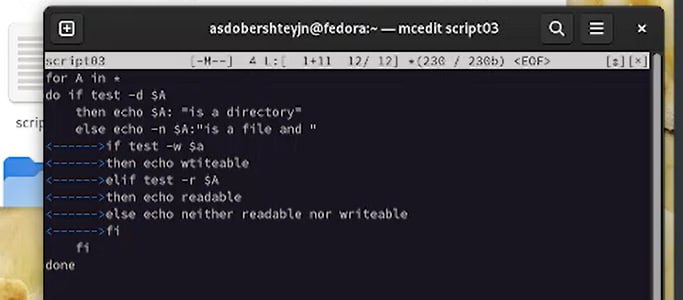 asdobershteyjn@fedora:~ — mcedit script03
script03 [-M--] 4 L:[ 1+11 12/ 12] *(230 / 230b) <EOF> [*][×]
for A in *
do if test -d $A
then echo $A: "is a directory"
else echo -n $A:"is a file and "
<------>if test -w $a
<------>then echo wtiteable
<------>elif test -r $A
<------>then echo readable
<------>else echo neither readable nor writeable
<------>fi
fi
done
scrip